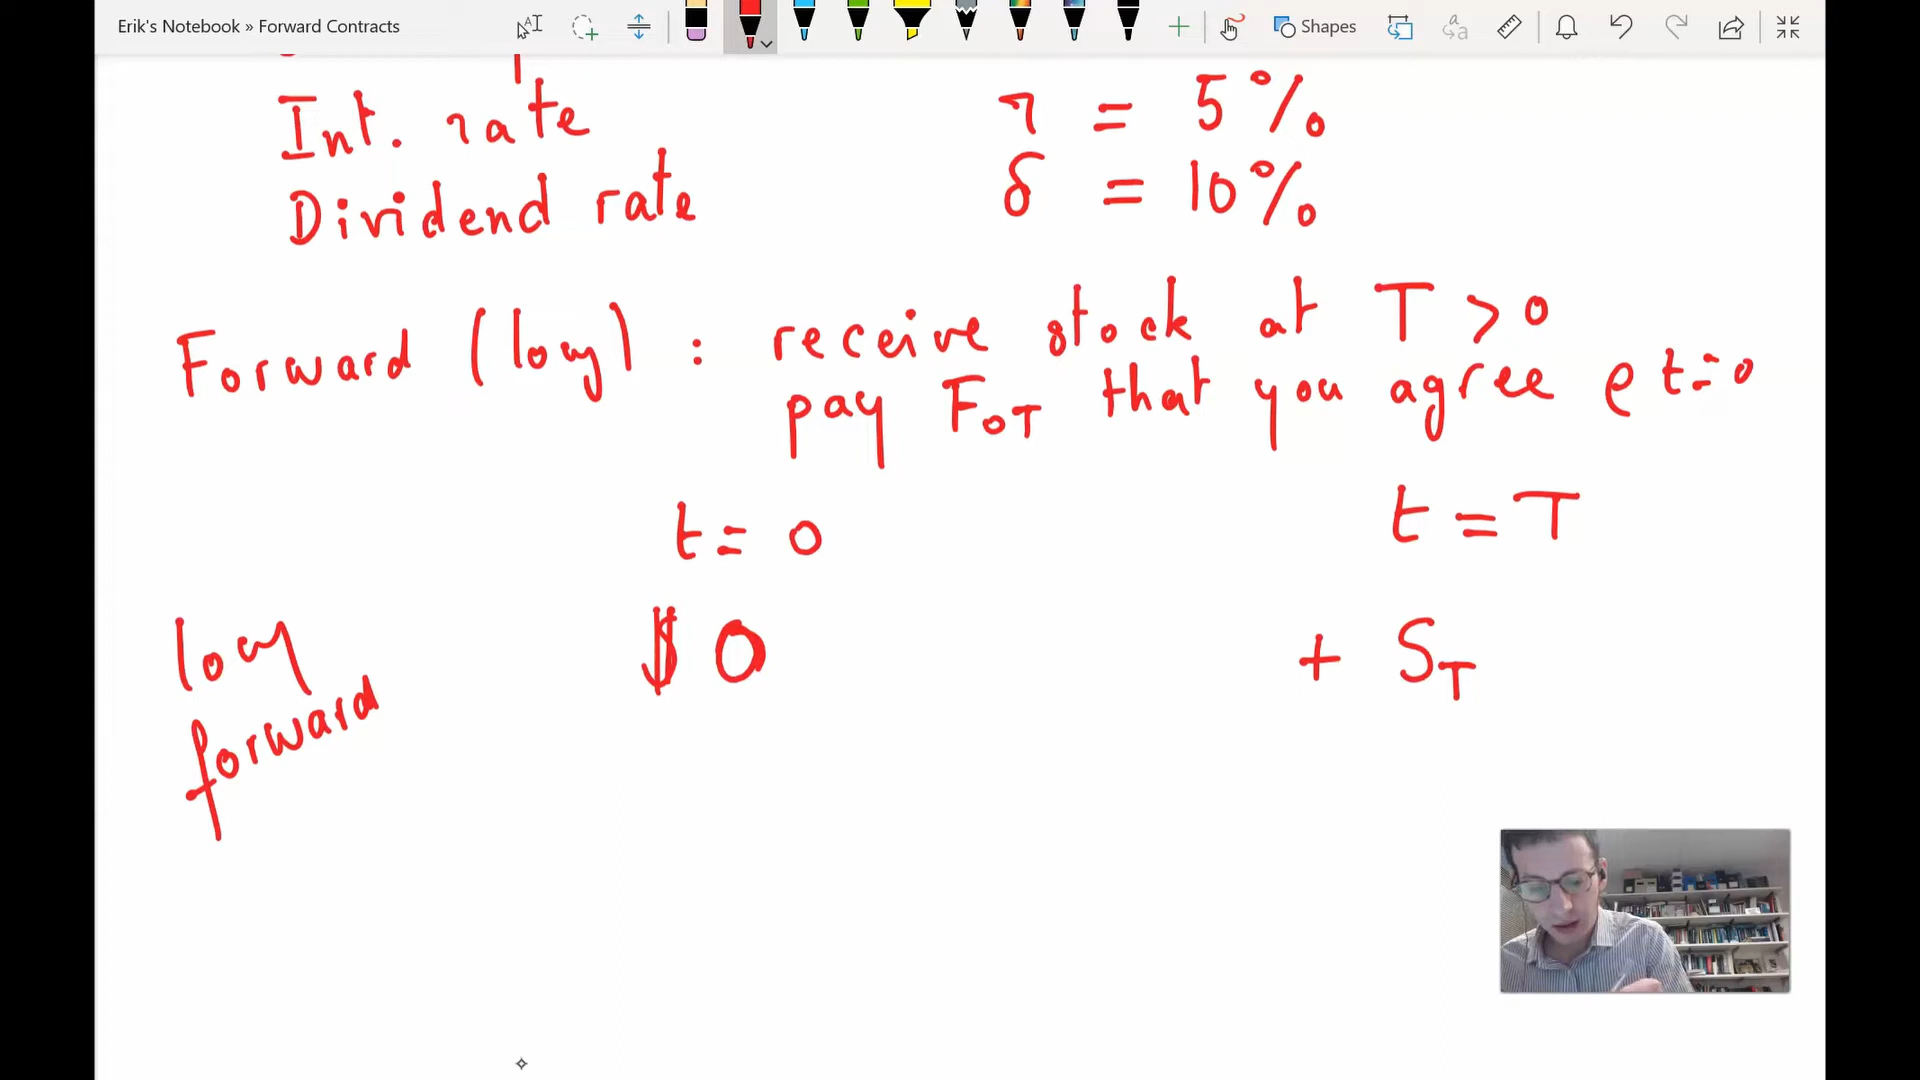 Erik's Notebook » Forward Contracts
Shapes
Int. rate r = 5%
Dividend rate δ = 10%
Forward (long) : receive stock at T > 0
pay F0T that you agree @ t=0
t = 0 t = T
long forward $ 0 + ST